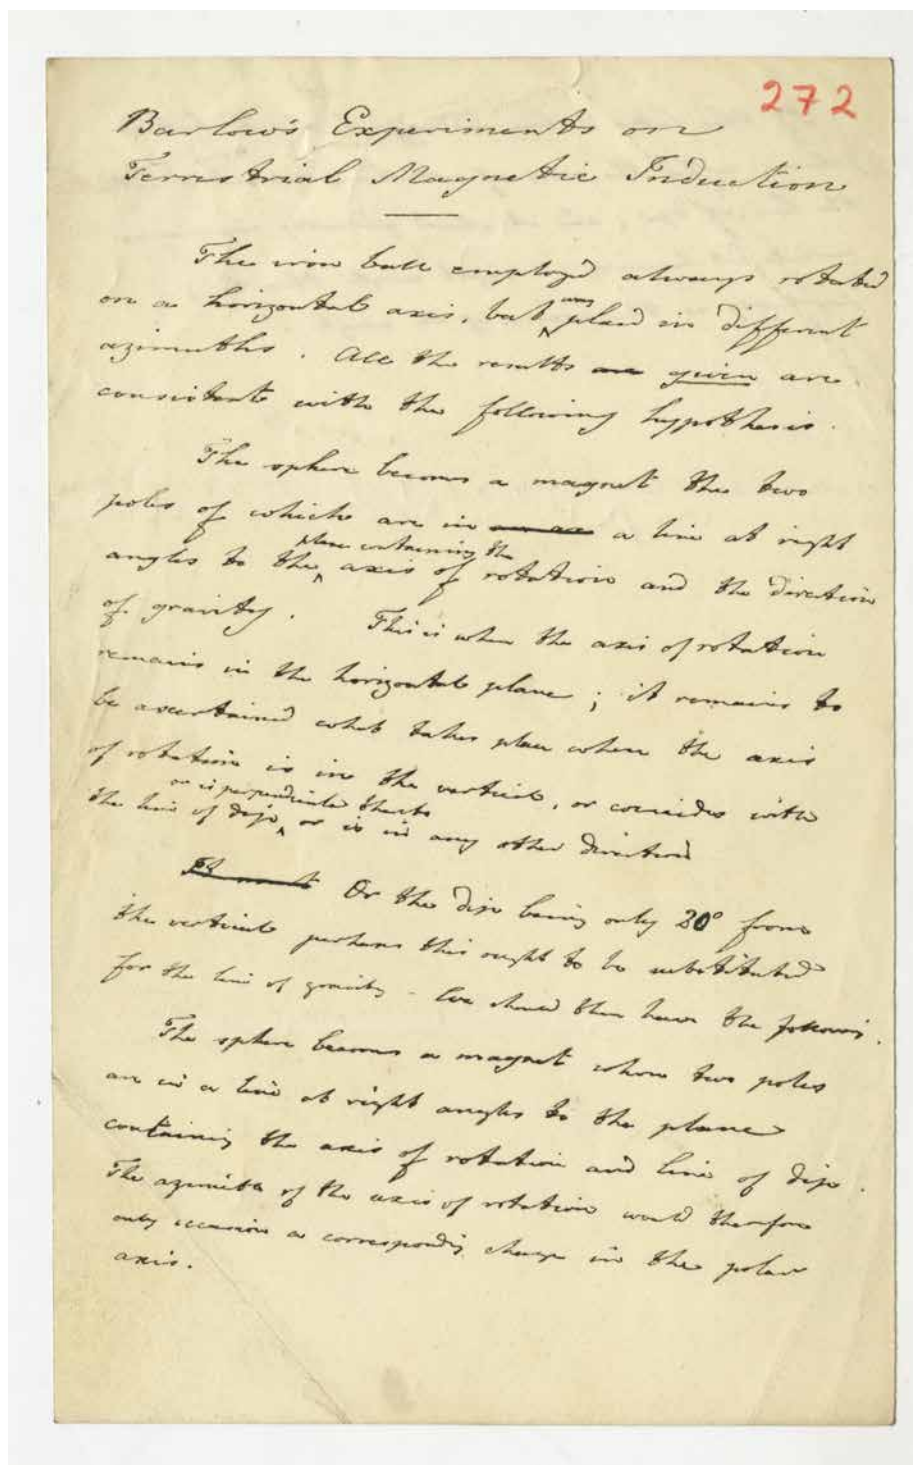 272
Barlow's Experiments on
Terrestrial Magnetic Induction
The iron ball employed always rotated
on a horizontal axis, but was placed in different
azimuths. All the results are given are
consistent with the following hypothesis.
The sphere becomes a magnet the two
poles of which are in a line at right
angles to the plane containing the axis of rotation and the direction
of gravity. This is when the axis of rotation
remains in the horizontal plane; it remains to
be ascertained what takes place when the axis
of rotation is in the vertical, or coincides with
the line of dip, or is perpendicular thereto or is in any other direction
Or the dip being only 20° from
the vertical perhaps this ought to be substituted
for the line of gravity - We should then have the following.
The sphere becomes a magnet whose two poles
are in a line at right angles to the plane
containing the axis of rotation and line of dip.
The azimuth of the axis of rotation would therefore
only occasion a corresponding change in the polar
axis.